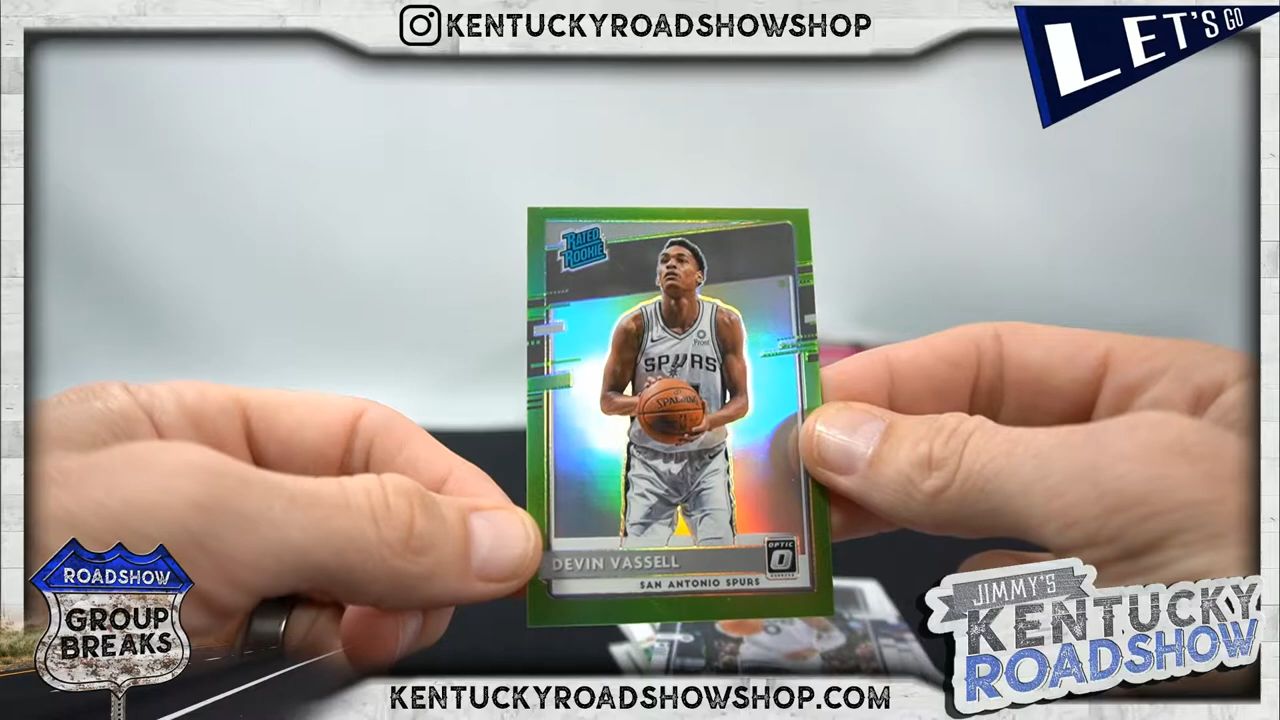 KENTUCKYROADSHOWSHOP
LET'S GO
RATED
ROOKIE
SPURS
SPALDING
DEVIN VASSELL
OPTIC
SAN ANTONIO SPURS
ROADSHOW
GROUP
BREAKS
JIMMY'S
KENTUCKY
ROADSHOW
KENTUCKYROADSHOWSHOP.COM